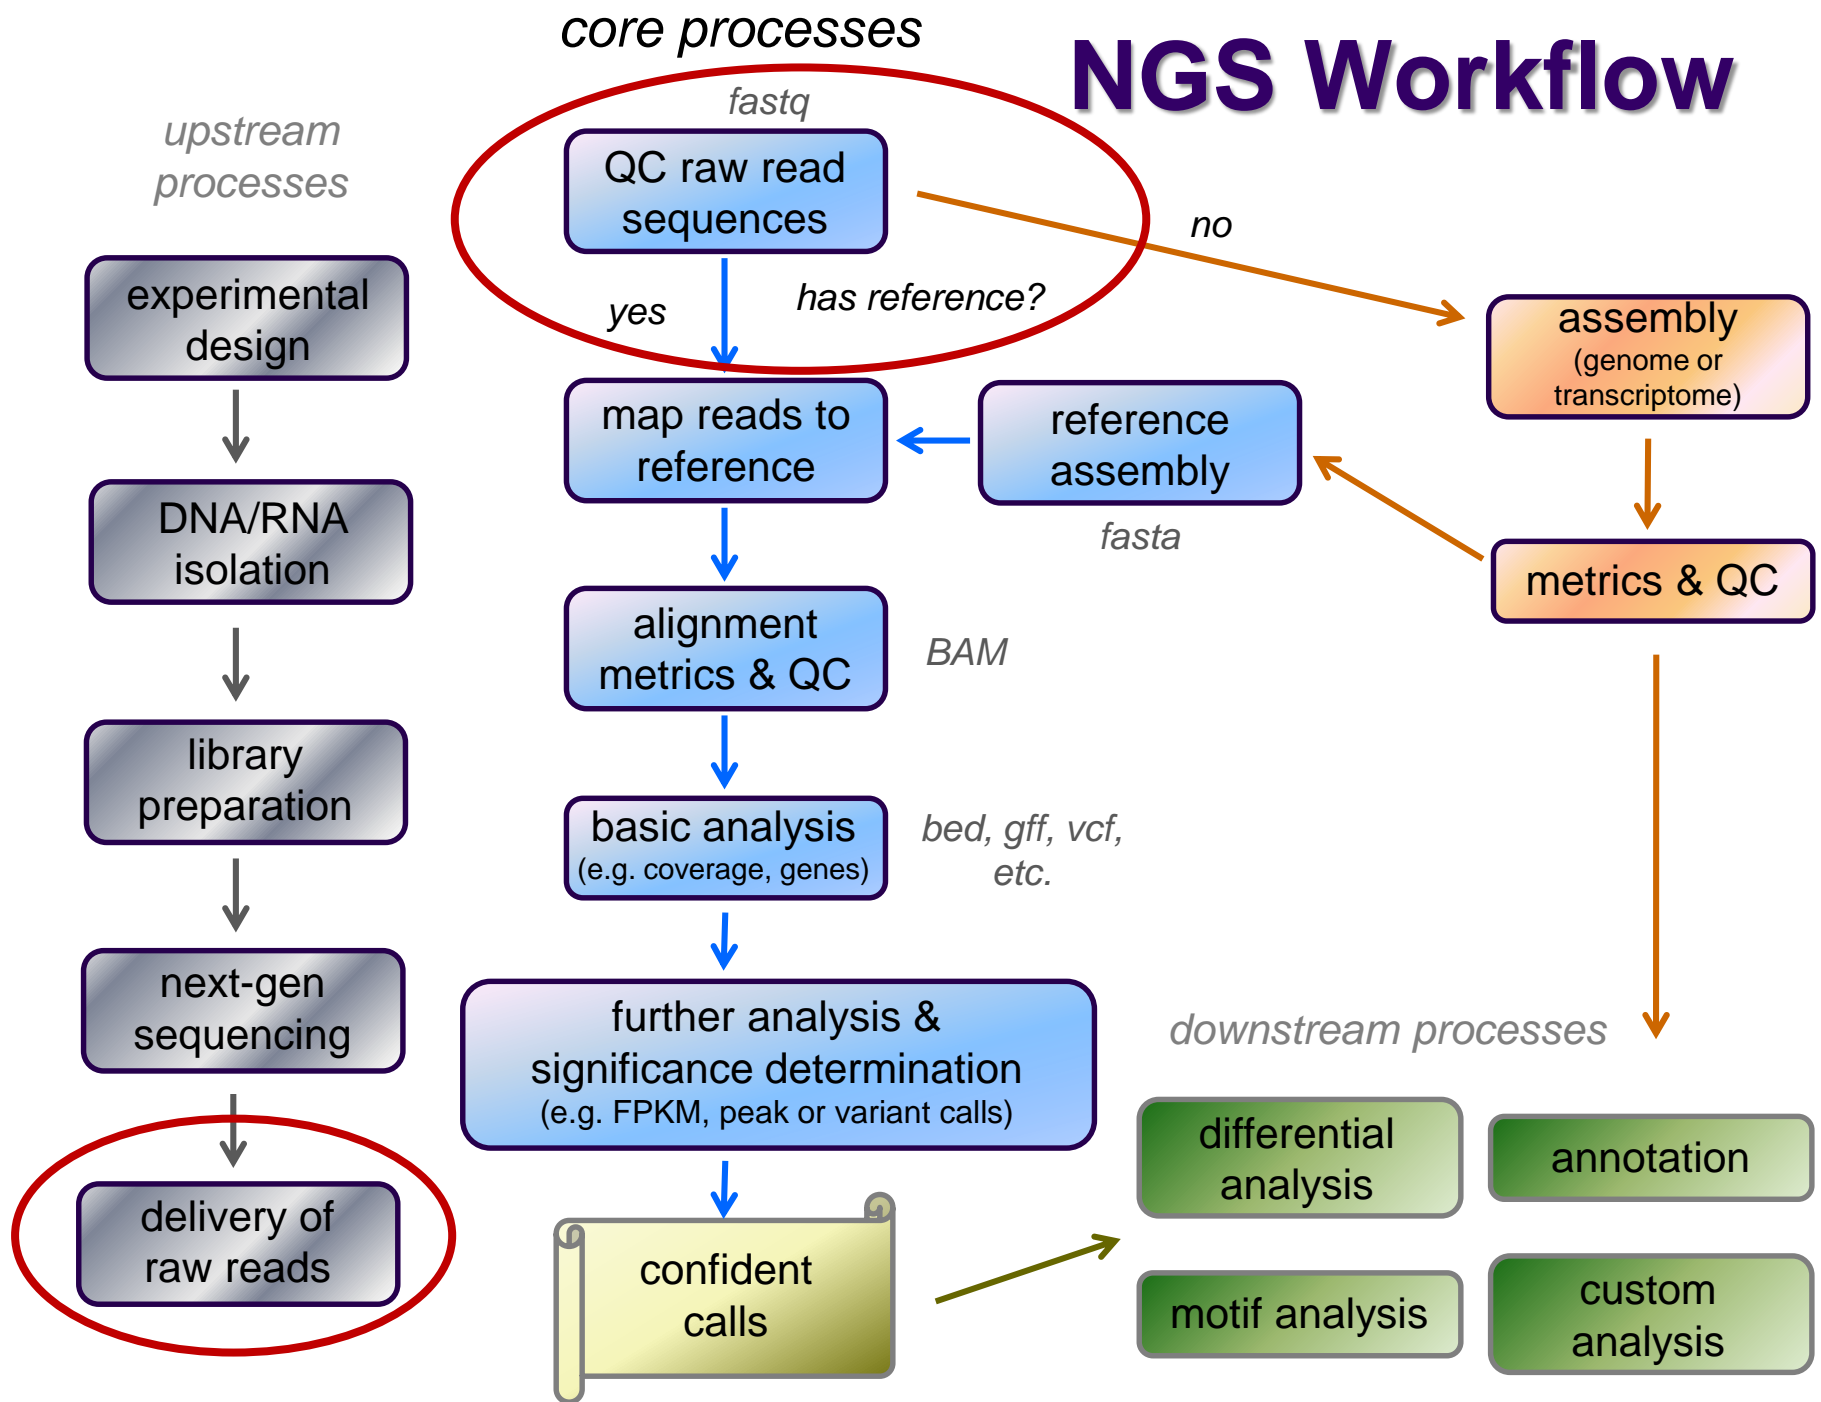 core processes
NGS Workflow
upstream
processes
experimental
design
DNA/RNA
isolation
library
preparation
next-gen
sequencing
delivery of
raw reads
fastq
QC raw read
sequences
yes
has reference?
no
map reads to
reference
reference
assembly
fasta
assembly
(genome or
transcriptome)
metrics & QC
alignment
metrics & QC
BAM
basic analysis
(e.g. coverage, genes)
bed, gff, vcf,
etc.
further analysis &
significance determination
(e.g. FPKM, peak or variant calls)
confident
calls
downstream processes
differential
analysis
annotation
motif analysis
custom
analysis